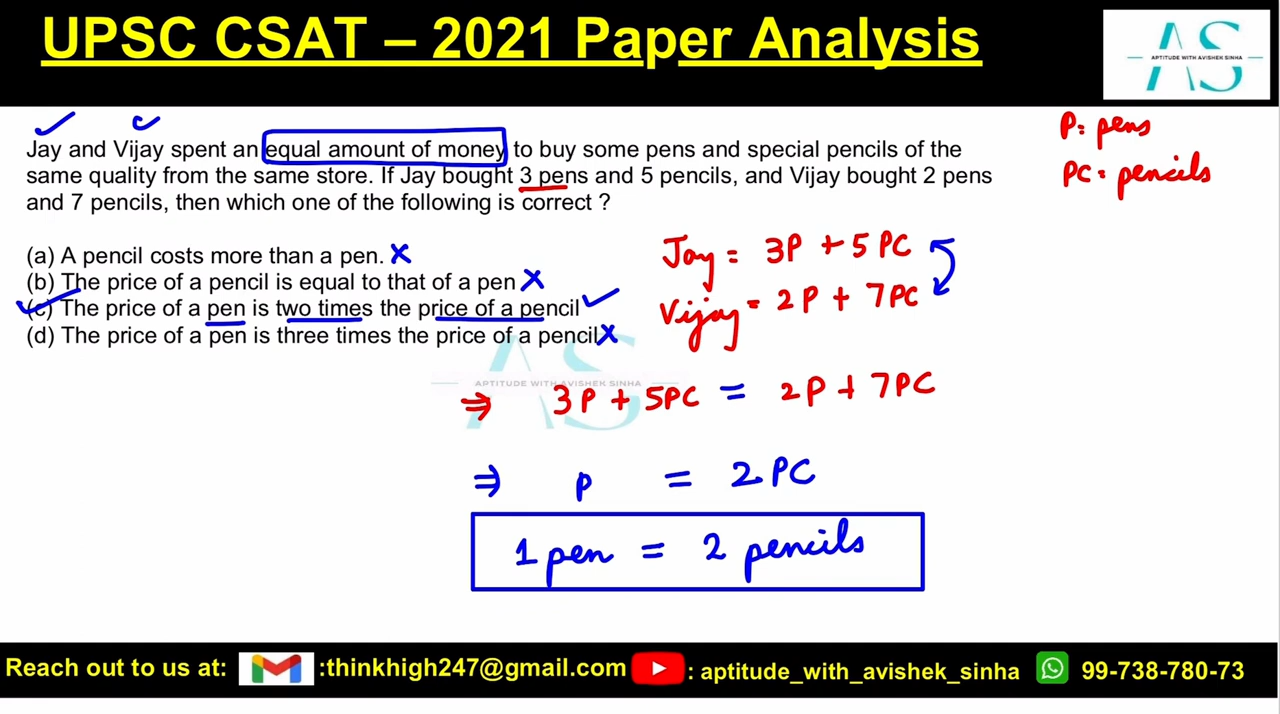 UPSC CSAT – 2021 Paper Analysis
AS
APTITUDE WITH AVISHEK SINHA
P = pens
PC = pencils
Jay and Vijay spent an equal amount of money to buy some pens and special pencils of the
same quality from the same store. If Jay bought 3 pens and 5 pencils, and Vijay bought 2 pens
and 7 pencils, then which one of the following is correct ?
(a) A pencil costs more than a pen. x
(b) The price of a pencil is equal to that of a pen x
(c) The price of a pen is two times the price of a pencil
(d) The price of a pen is three times the price of a pencil x
Jay = 3P + 5PC
Vijay = 2P + 7PC
AS
APTITUDE WITH AVISHEK SINHA
⇒ 3P + 5PC = 2P + 7PC
⇒ P = 2PC
1 pen = 2 pencils
Reach out to us at: :thinkhigh247@gmail.com : aptitude_with_avishek_sinha 99-738-780-73